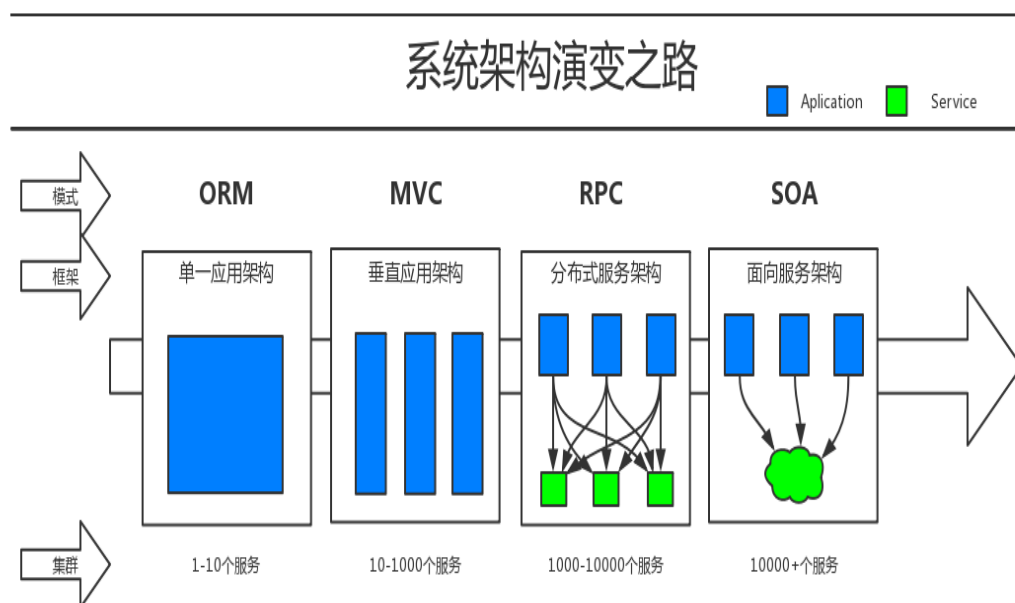 系统架构演变之路
Aplication
Service
模式
ORM
MVC
RPC
SOA
框架
单一应用架构
垂直应用架构
分布式服务架构
面向服务架构
集群
1-10个服务
10-1000个服务
1000-10000个服务
10000+个服务